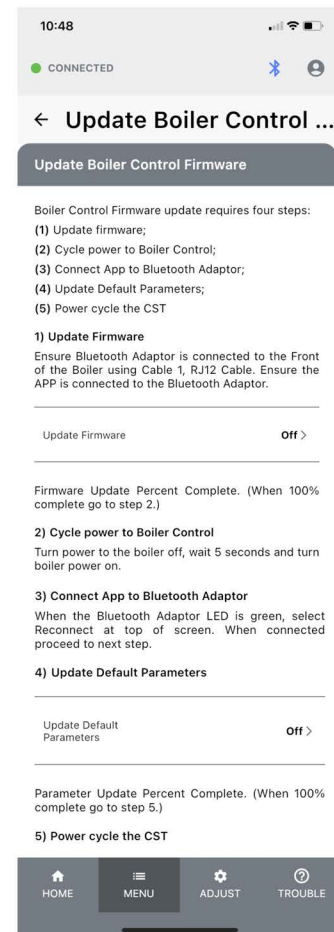 10:48
CONNECTED
← Update Boiler Control ...
Update Boiler Control Firmware
Boiler Control Firmware update requires four steps:
(1) Update firmware;
(2) Cycle power to Boiler Control;
(3) Connect App to Bluetooth Adaptor;
(4) Update Default Parameters;
(5) Power cycle the CST
1) Update Firmware
Ensure Bluetooth Adaptor is connected to the Front
of the Boiler using Cable 1, RJ12 Cable. Ensure the
APP is connected to the Bluetooth Adaptor.
Update Firmware Off >
Firmware Update Percent Complete. (When 100%
complete go to step 2.)
2) Cycle power to Boiler Control
Turn power to the boiler off, wait 5 seconds and turn
boiler power on.
3) Connect App to Bluetooth Adaptor
When the Bluetooth Adaptor LED is green, select
Reconnect at top of screen. When connected
proceed to next step.
4) Update Default Parameters
Update Default
Parameters Off >
Parameter Update Percent Complete. (When 100%
complete go to step 5.)
5) Power cycle the CST
HOME MENU ADJUST TROUBLE